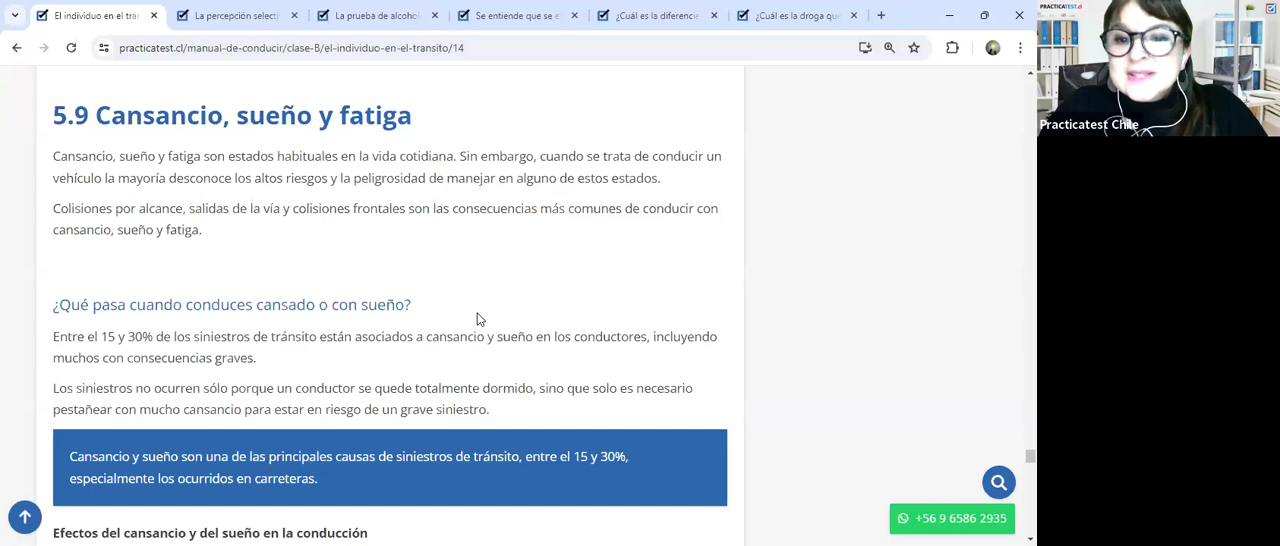 El individuo en el trá
La percepción selecti
Se entiende que se e
¿Cuál es la diferencie
¿Cuál es la droga que
practicatest.cl/manual-de-conducir/clase-B/el-individuo-en-el-transito/11
PRACTICATEST.cl
Practicatest Chile
5.9 Cansancio, sueño y fatiga
Cansancio, sueño y fatiga son estados habituales en la vida cotidiana. Sin embargo, cuando se trata de conducir un
vehículo la mayoría desconoce los altos riesgos y la peligrosidad de manejar en alguno de estos estados.
Colisiones por alcance, salidas de la vía y colisiones frontales son las consecuencias más comunes de conducir con
cansancio, sueño y fatiga.
¿Qué pasa cuando conduces cansado o con sueño?
Entre el 15 y 30% de los siniestros de tránsito están asociados a cansancio y sueño en los conductores, incluyendo
muchos con consecuencias graves.
Los siniestros no ocurren sólo porque un conductor se quede totalmente dormido, sino que solo es necesario
pestañear con mucho cansancio para estar en riesgo de un grave siniestro.
Cansancio y sueño son una de las principales causas de siniestros de tránsito, entre el 15 y 30%,
especialmente los ocurridos en carreteras.
+56 9 6586 2935
Efectos del cansancio y del sueño en la conducción